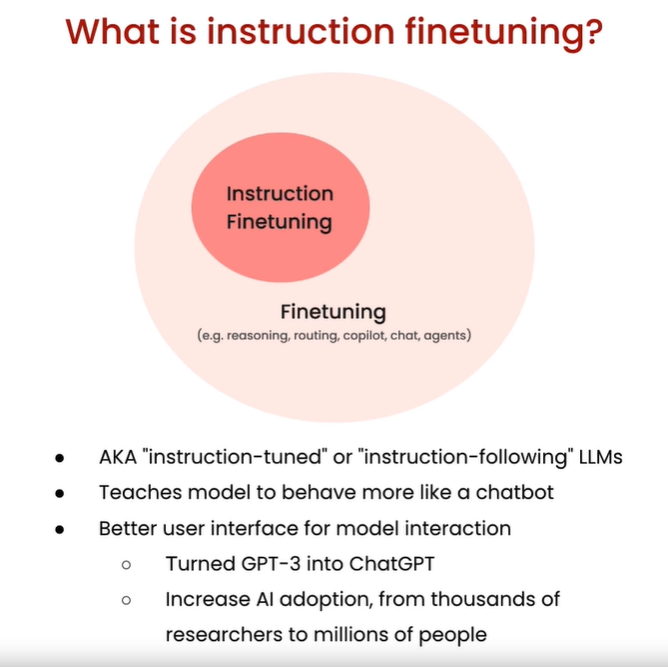 What is instruction finetuning?
Instruction
Finetuning
Finetuning
(e.g. reasoning, routing, copilot, chat, agents)
● AKA "instruction-tuned" or "instruction-following" LLMs
● Teaches model to behave more like a chatbot
● Better user interface for model interaction
○ Turned GPT-3 into ChatGPT
○ Increase AI adoption, from thousands of
researchers to millions of people